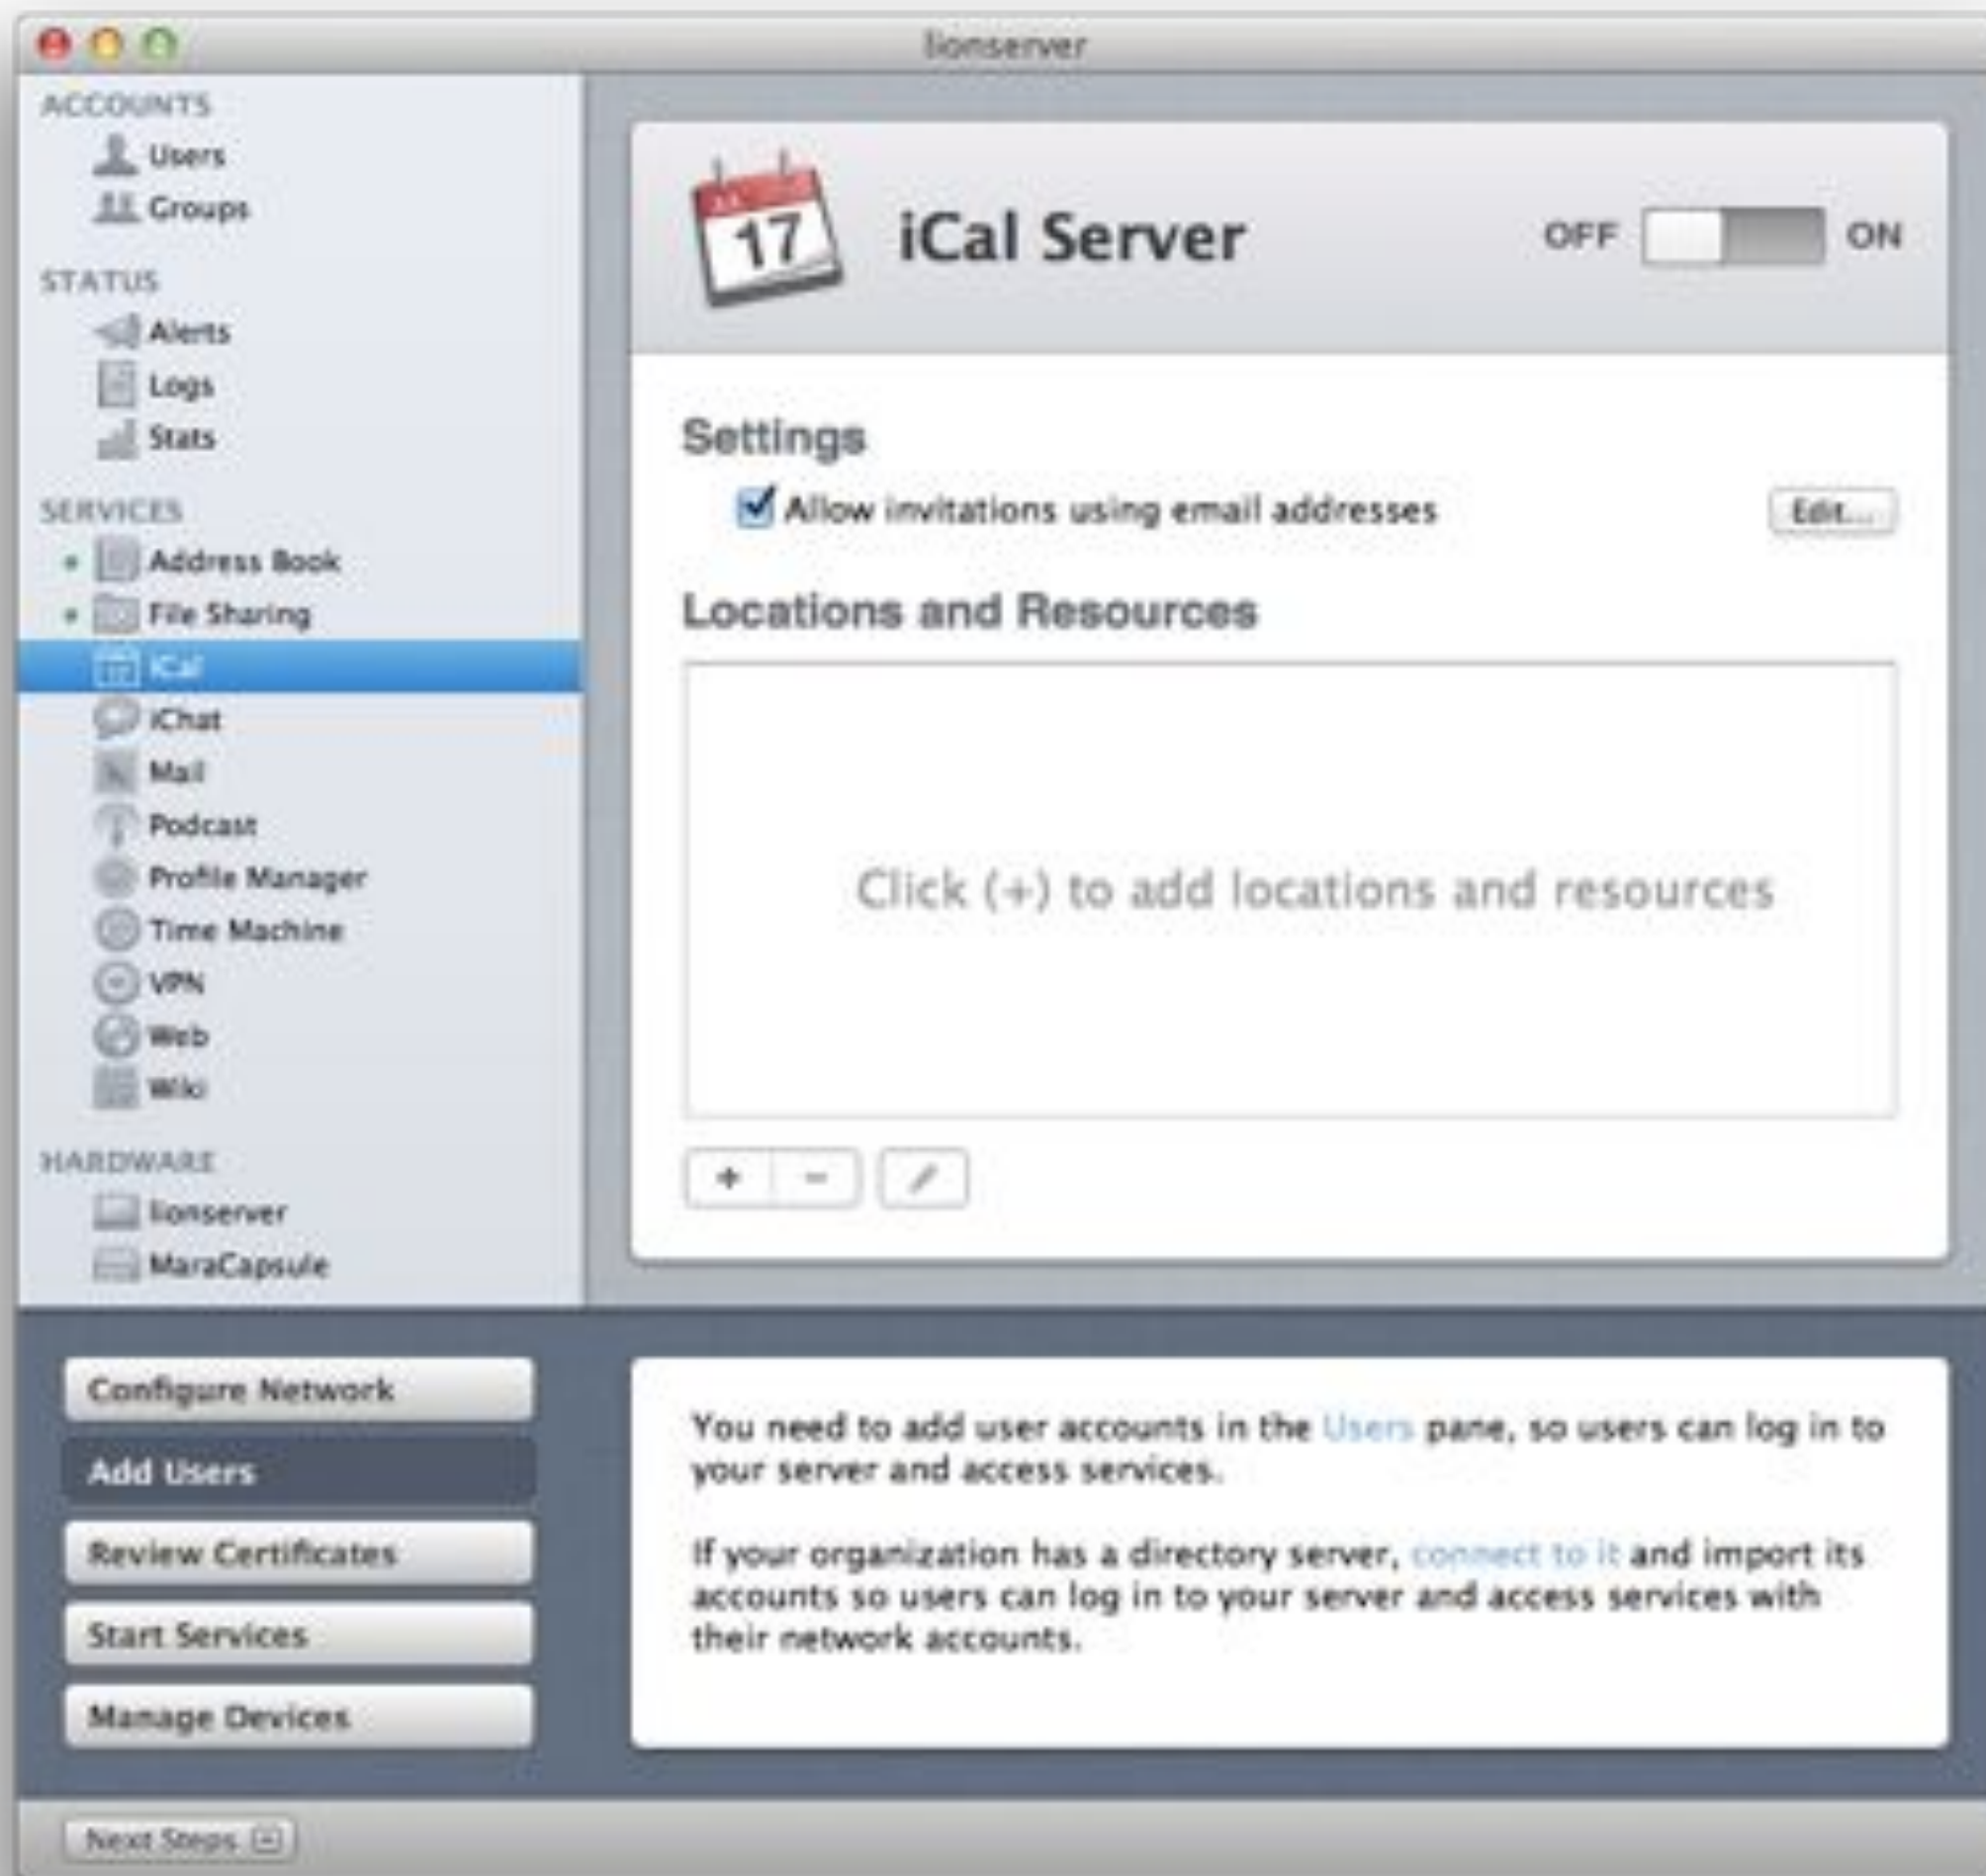 lionserver
ACCOUNTS
Users
Groups
STATUS
Alerts
Logs
Stats
SERVICES
Address Book
File Sharing
iCal
iChat
Mail
Podcast
Profile Manager
Time Machine
VPN
Web
Wiki
HARDWARE
lionserver
MaraCapsule
17
iCal Server
OFF
ON
Settings
Allow invitations using email addresses
Edit...
Locations and Resources
Click (+) to add locations and resources
Configure Network
Add Users
Review Certificates
Start Services
Manage Devices
You need to add user accounts in the Users pane, so users can log in to
your server and access services.
If your organization has a directory server, connect to it and import its
accounts so users can log in to your server and access services with
their network accounts.
Next Steps